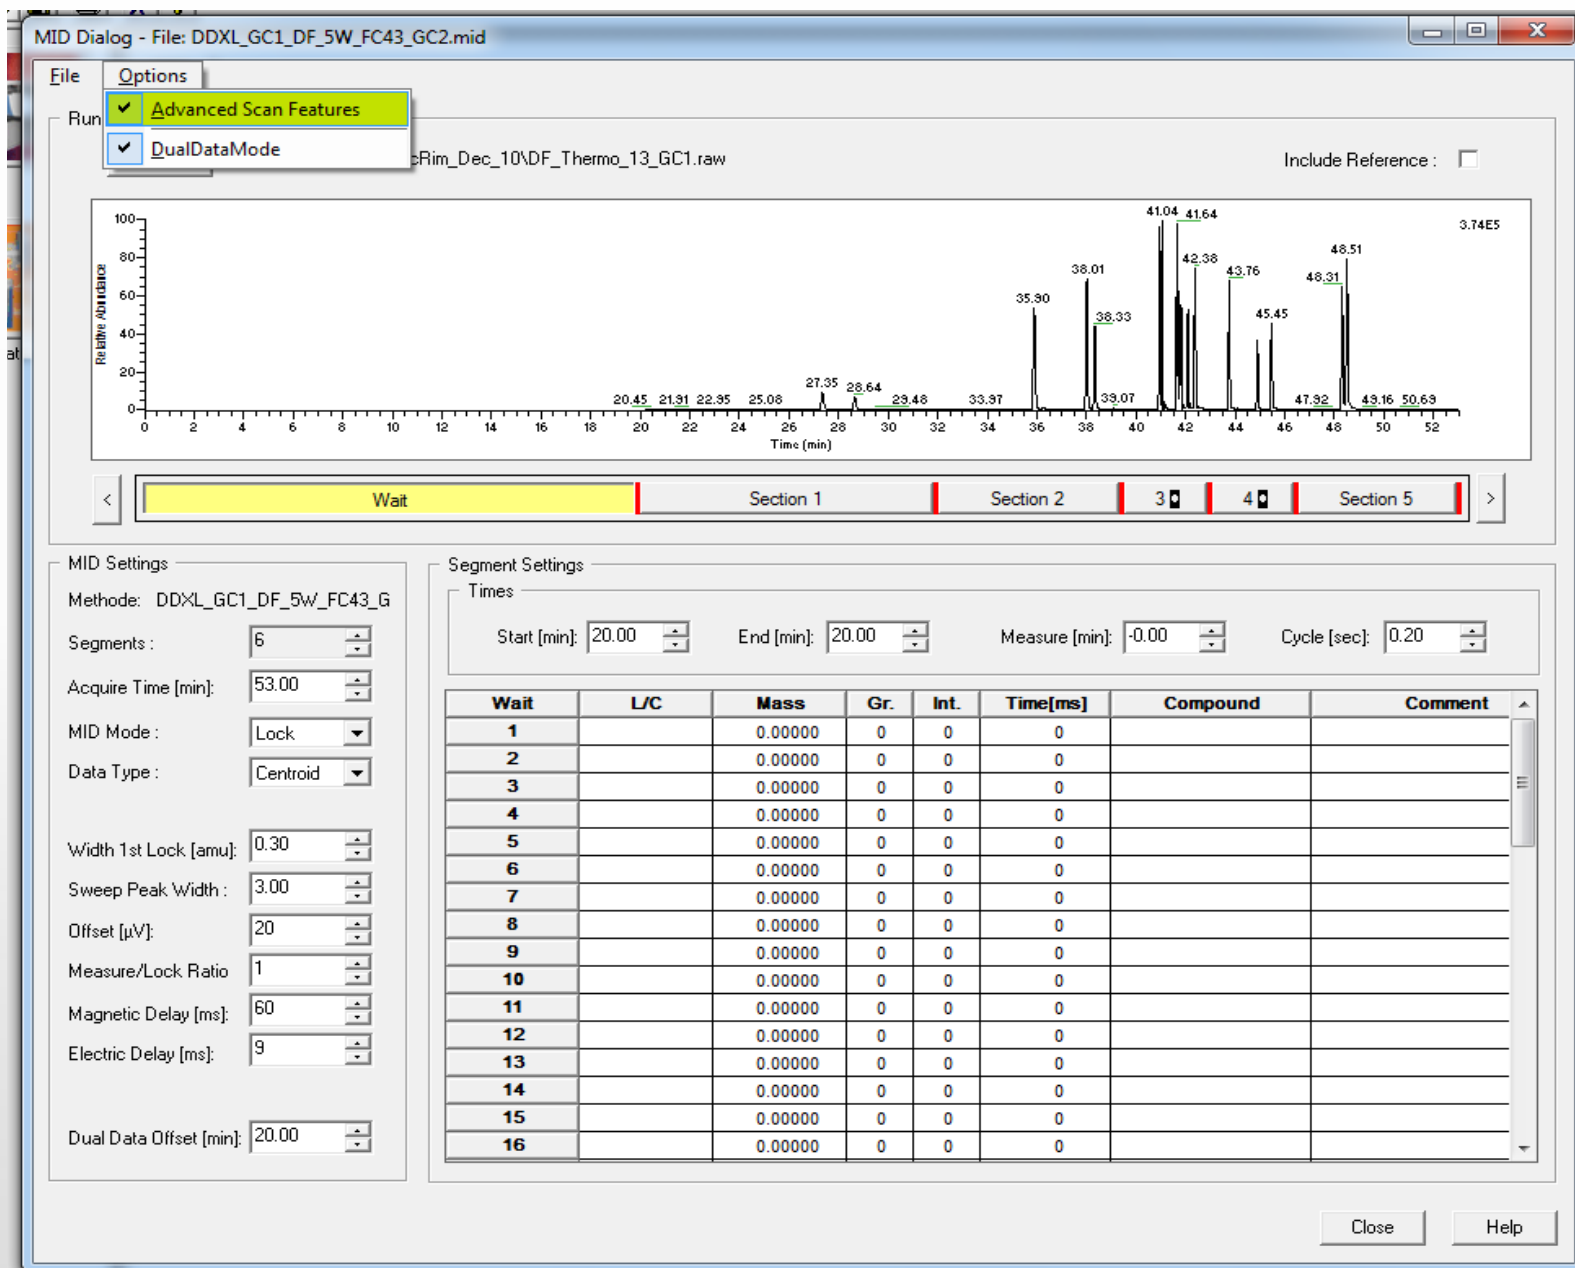 MID Dialog - File: DDXL_GC1_DF_5W_FC43_GC2.mid
File Options
Advanced Scan Features
DualDataMode
Run
cRim_Dec_10\DF_Thermo_13_GC1.raw
Include Reference :
3.74E5
100
80
60
40
20
0
Relative Abundance
20.45 21.91 22.95 25.08 27.35 28.64 29.48 33.97 35.90 38.01 38.33 39.07 41.04 41.64 42.38 43.76 45.45 47.92 48.31 48.51 49.16 50.69
0 2 4 6 8 10 12 14 16 18 20 22 24 26 28 30 32 34 36 38 40 42 44 46 48 50 52
Time (min)
< Wait Section 1 Section 2 3 4 Section 5 >
MID Settings
Methode: DDXL_GC1_DF_5W_FC43_G
Segments : 6
Acquire Time [min]: 53.00
MID Mode : Lock
Data Type : Centroid
Width 1st Lock [amu]: 0.30
Sweep Peak Width : 3.00
Offset [µV]: 20
Measure/Lock Ratio 1
Magnetic Delay [ms]: 60
Electric Delay [ms]: 9
Dual Data Offset [min]: 20.00
Segment Settings
Times
Start [min]: 20.00 End [min]: 20.00 Measure [min]: -0.00 Cycle [sec]: 0.20
Wait L/C Mass Gr. Int. Time[ms] Compound Comment
1 0.00000 0 0 0
2 0.00000 0 0 0
3 0.00000 0 0 0
4 0.00000 0 0 0
5 0.00000 0 0 0
6 0.00000 0 0 0
7 0.00000 0 0 0
8 0.00000 0 0 0
9 0.00000 0 0 0
10 0.00000 0 0 0
11 0.00000 0 0 0
12 0.00000 0 0 0
13 0.00000 0 0 0
14 0.00000 0 0 0
15 0.00000 0 0 0
16 0.00000 0 0 0
Close Help